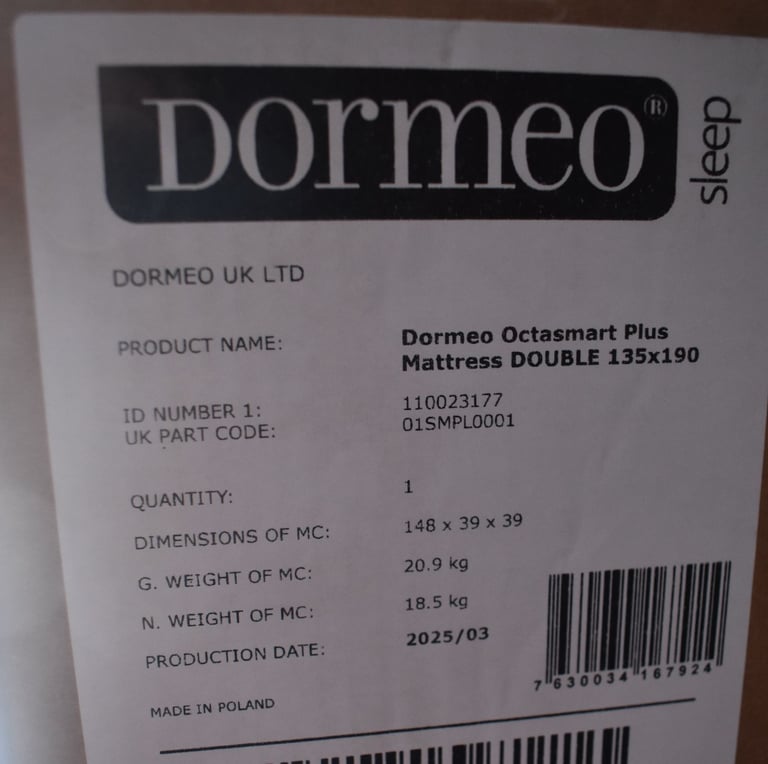 Dormeo®
sleep
DORMEO UK LTD
PRODUCT NAME: Dormeo Octasmart Plus
Mattress DOUBLE 135x190
ID NUMBER 1: 110023177
UK PART CODE: 01SMPL0001
QUANTITY: 1
DIMENSIONS OF MC: 148 x 39 x 39
G. WEIGHT OF MC: 20.9 kg
N. WEIGHT OF MC: 18.5 kg
PRODUCTION DATE: 2025/03
7 630034 167924
MADE IN POLAND